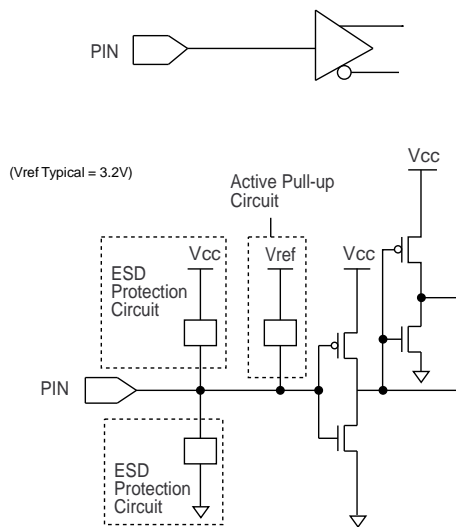 PIN
(Vref Typical = 3.2V)
Active Pull-up
Circuit
Vcc
ESD
Protection
Circuit
Vcc
Vref
Vcc
PIN
ESD
Protection
Circuit